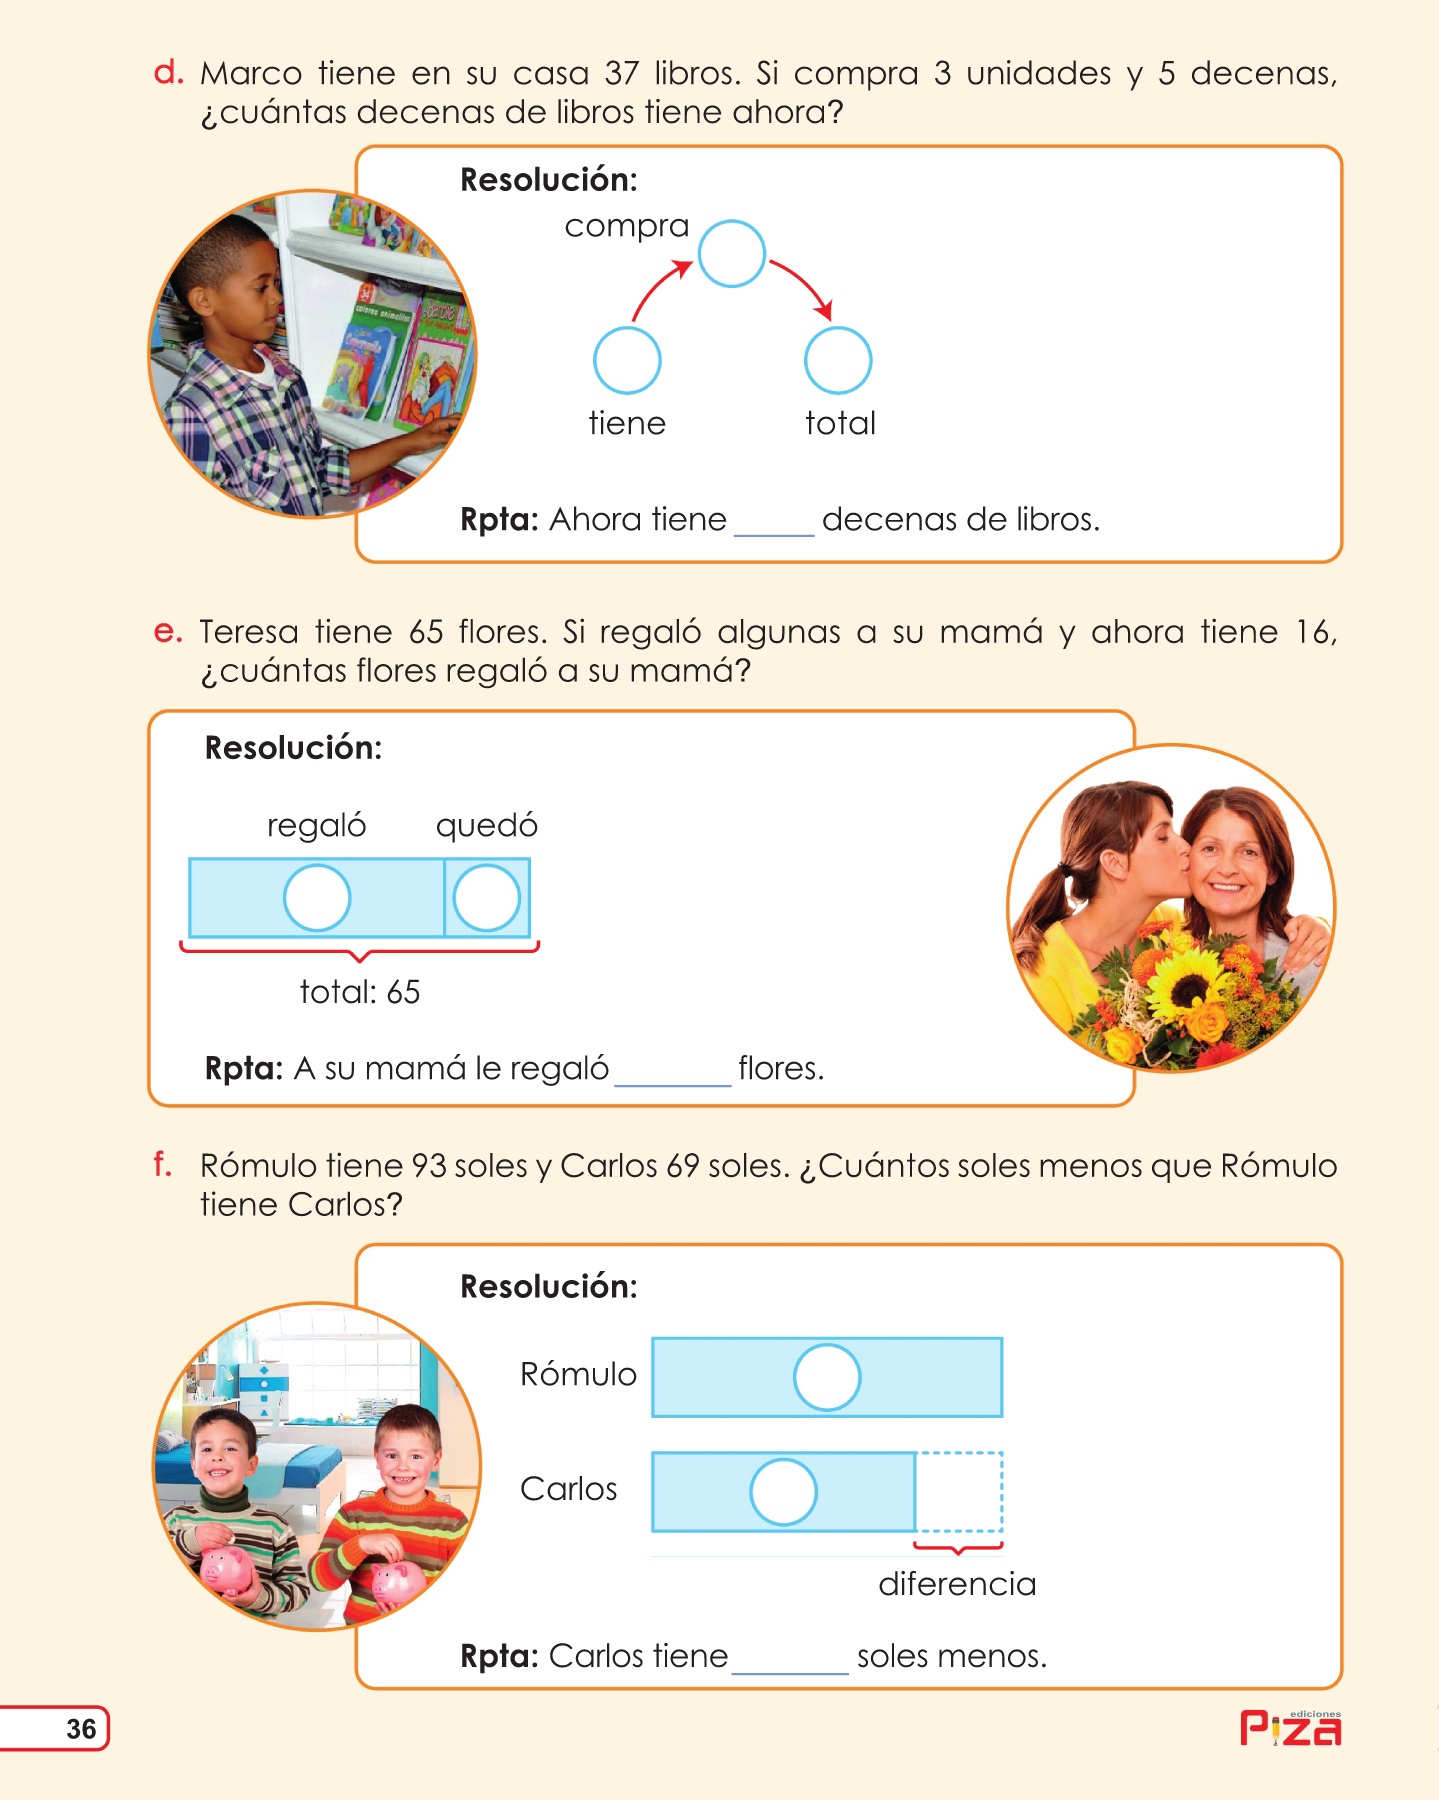 d. Marco tiene en su casa 37 libros. Si compra 3 unidades y 5 decenas,
¿cuántas decenas de libros tiene ahora?
Resolución:
compra
tiene
total
Rpta: Ahora tiene _____ decenas de libros.
e. Teresa tiene 65 flores. Si regaló algunas a su mamá y ahora tiene 16,
¿cuántas flores regaló a su mamá?
Resolución:
regaló quedó
total: 65
Rpta: A su mamá le regaló _______ flores.
f. Rómulo tiene 93 soles y Carlos 69 soles. ¿Cuántos soles menos que Rómulo
tiene Carlos?
Resolución:
Rómulo
Carlos
diferencia
Rpta: Carlos tiene _______ soles menos.
36
ediciones
Piza